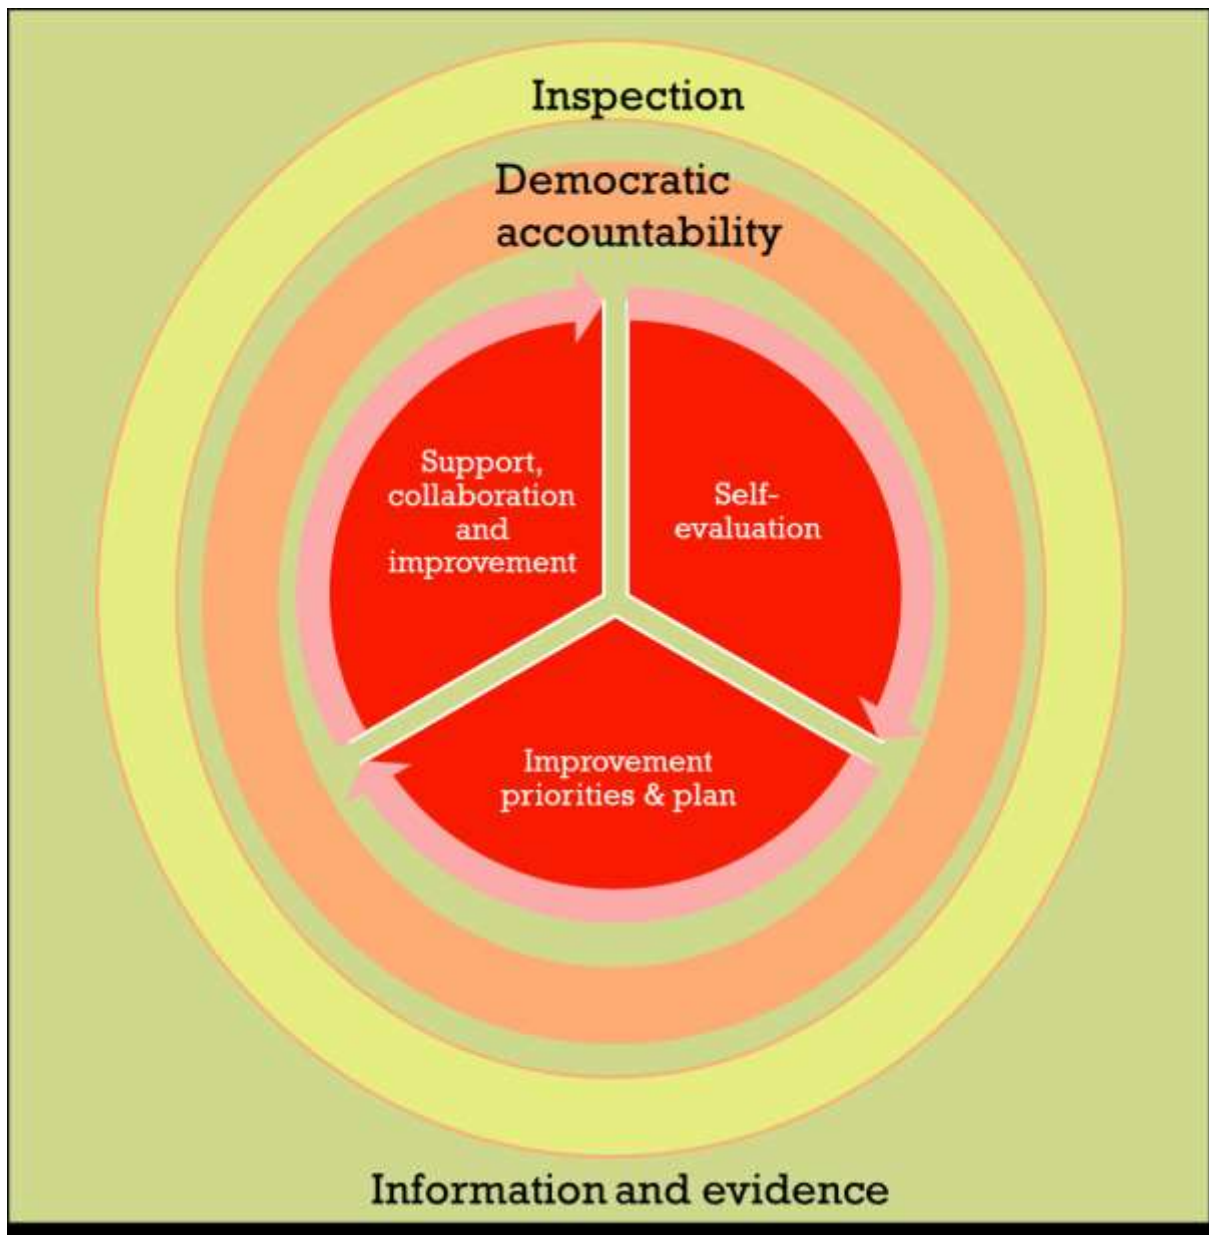 Inspection
Democratic
accountability
Support,
collaboration
and
improvement
Self-
evaluation
Improvement
priorities & plan
Information and evidence